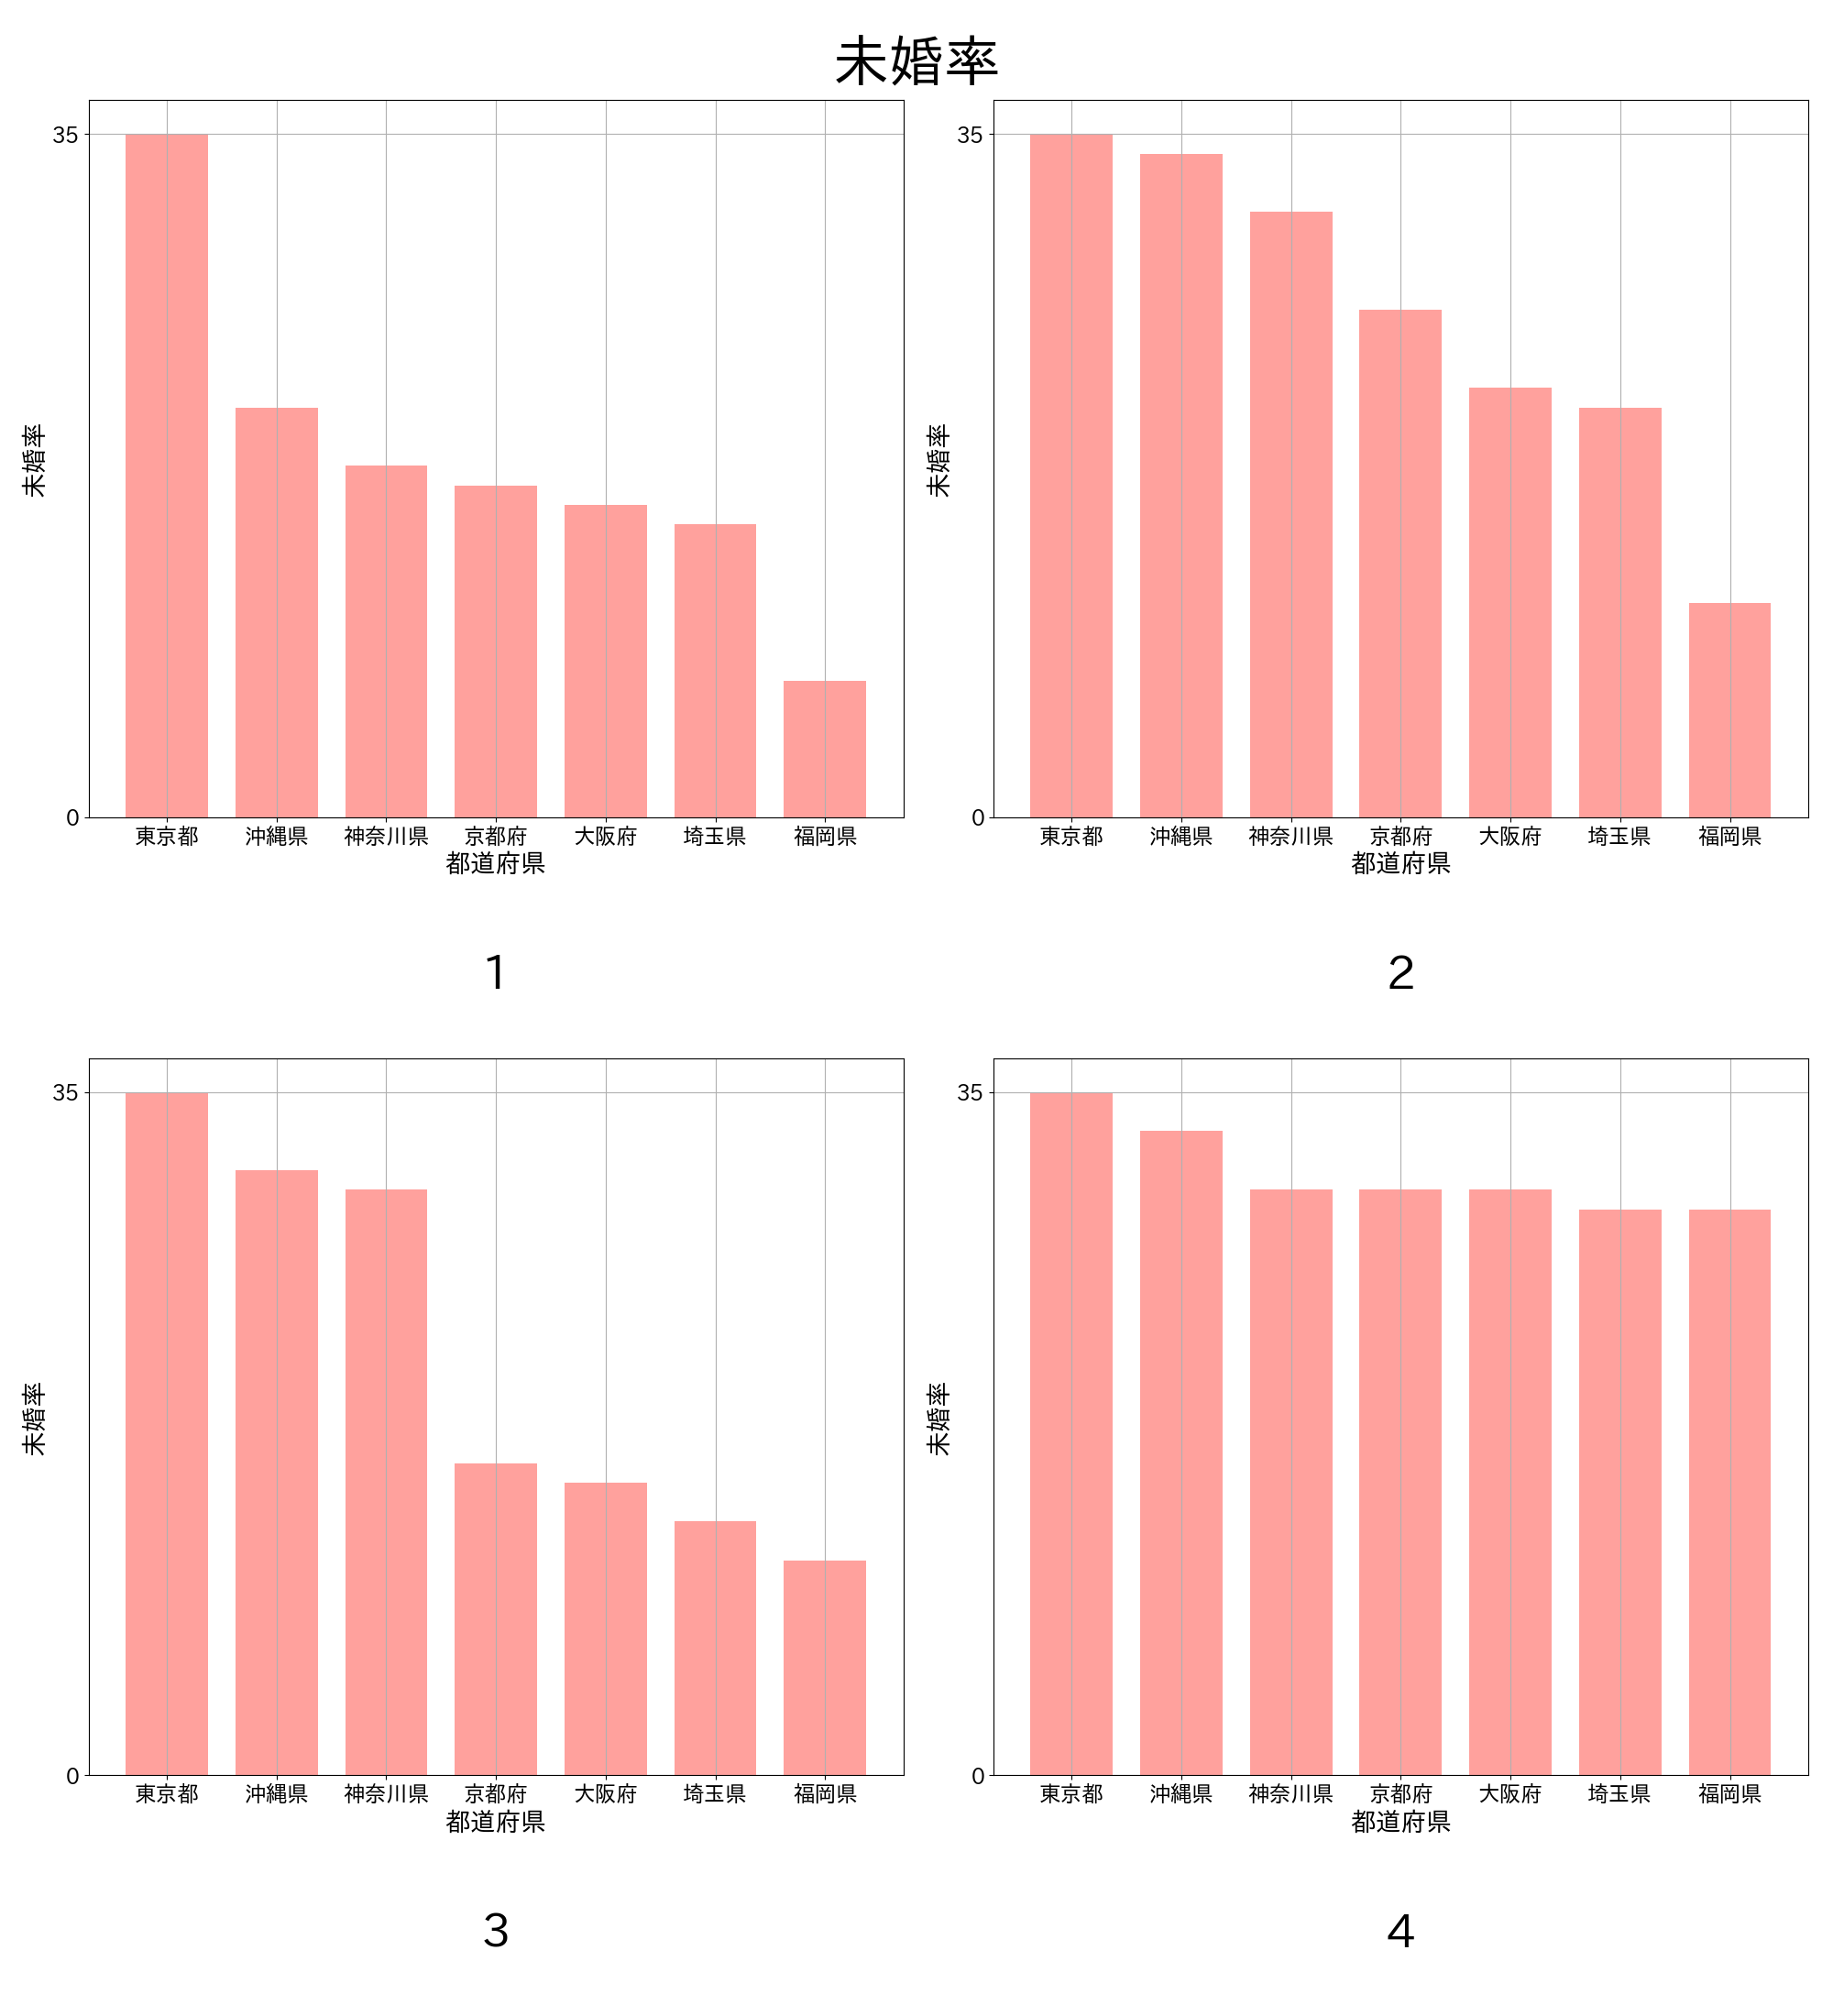 未婚率
35
未婚率
0
東京都 沖縄県 神奈川県 京都府 大阪府 埼玉県 福岡県
都道府県
1
35
未婚率
0
東京都 沖縄県 神奈川県 京都府 大阪府 埼玉県 福岡県
都道府県
2
35
未婚率
0
東京都 沖縄県 神奈川県 京都府 大阪府 埼玉県 福岡県
都道府県
3
35
未婚率
0
東京都 沖縄県 神奈川県 京都府 大阪府 埼玉県 福岡県
都道府県
4